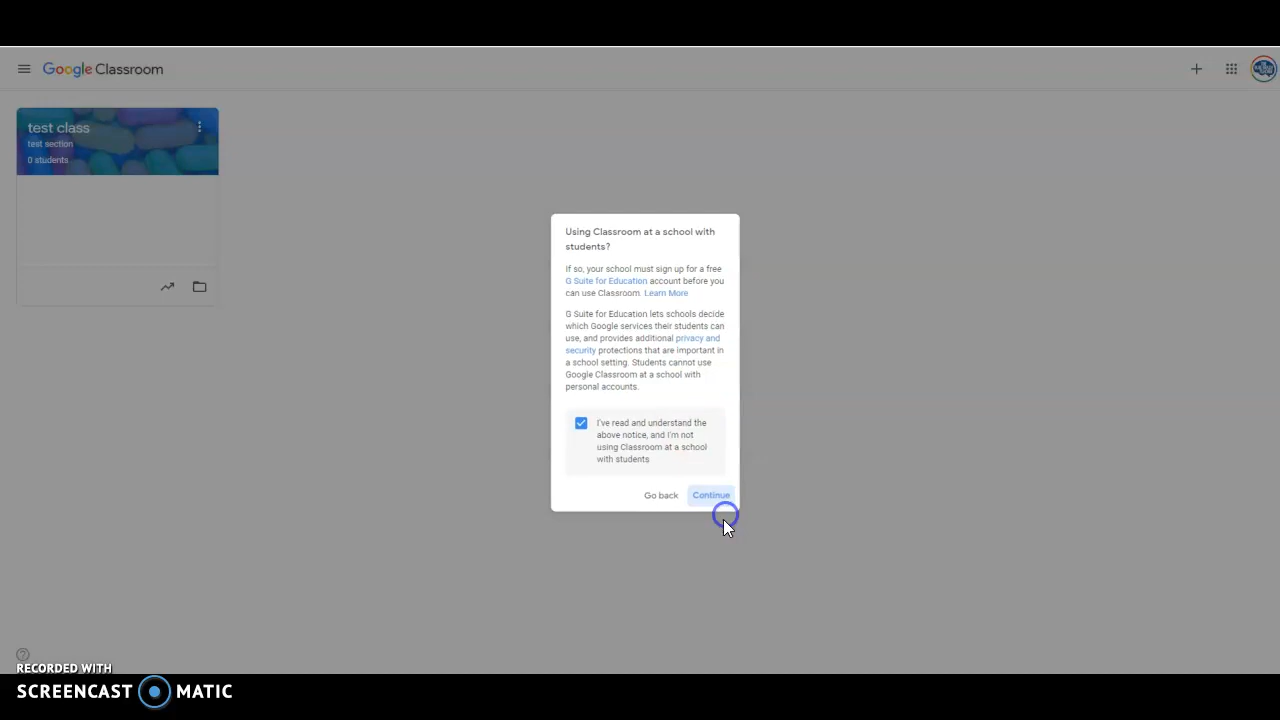 Google Classroom
test class
test section
0 students
Using Classroom at a school with
students?
If so, your school must sign up for a free
G Suite for Education account before you
can use Classroom. Learn More
G Suite for Education lets schools decide
which Google services their students can
use, and provides additional privacy and
security protections that are important in
a school setting. Students cannot use
Google Classroom at a school with
personal accounts.
I've read and understand the
above notice, and I'm not
using Classroom at a school
with students
Go back Continue
RECORDED WITH
SCREENCAST MATIC